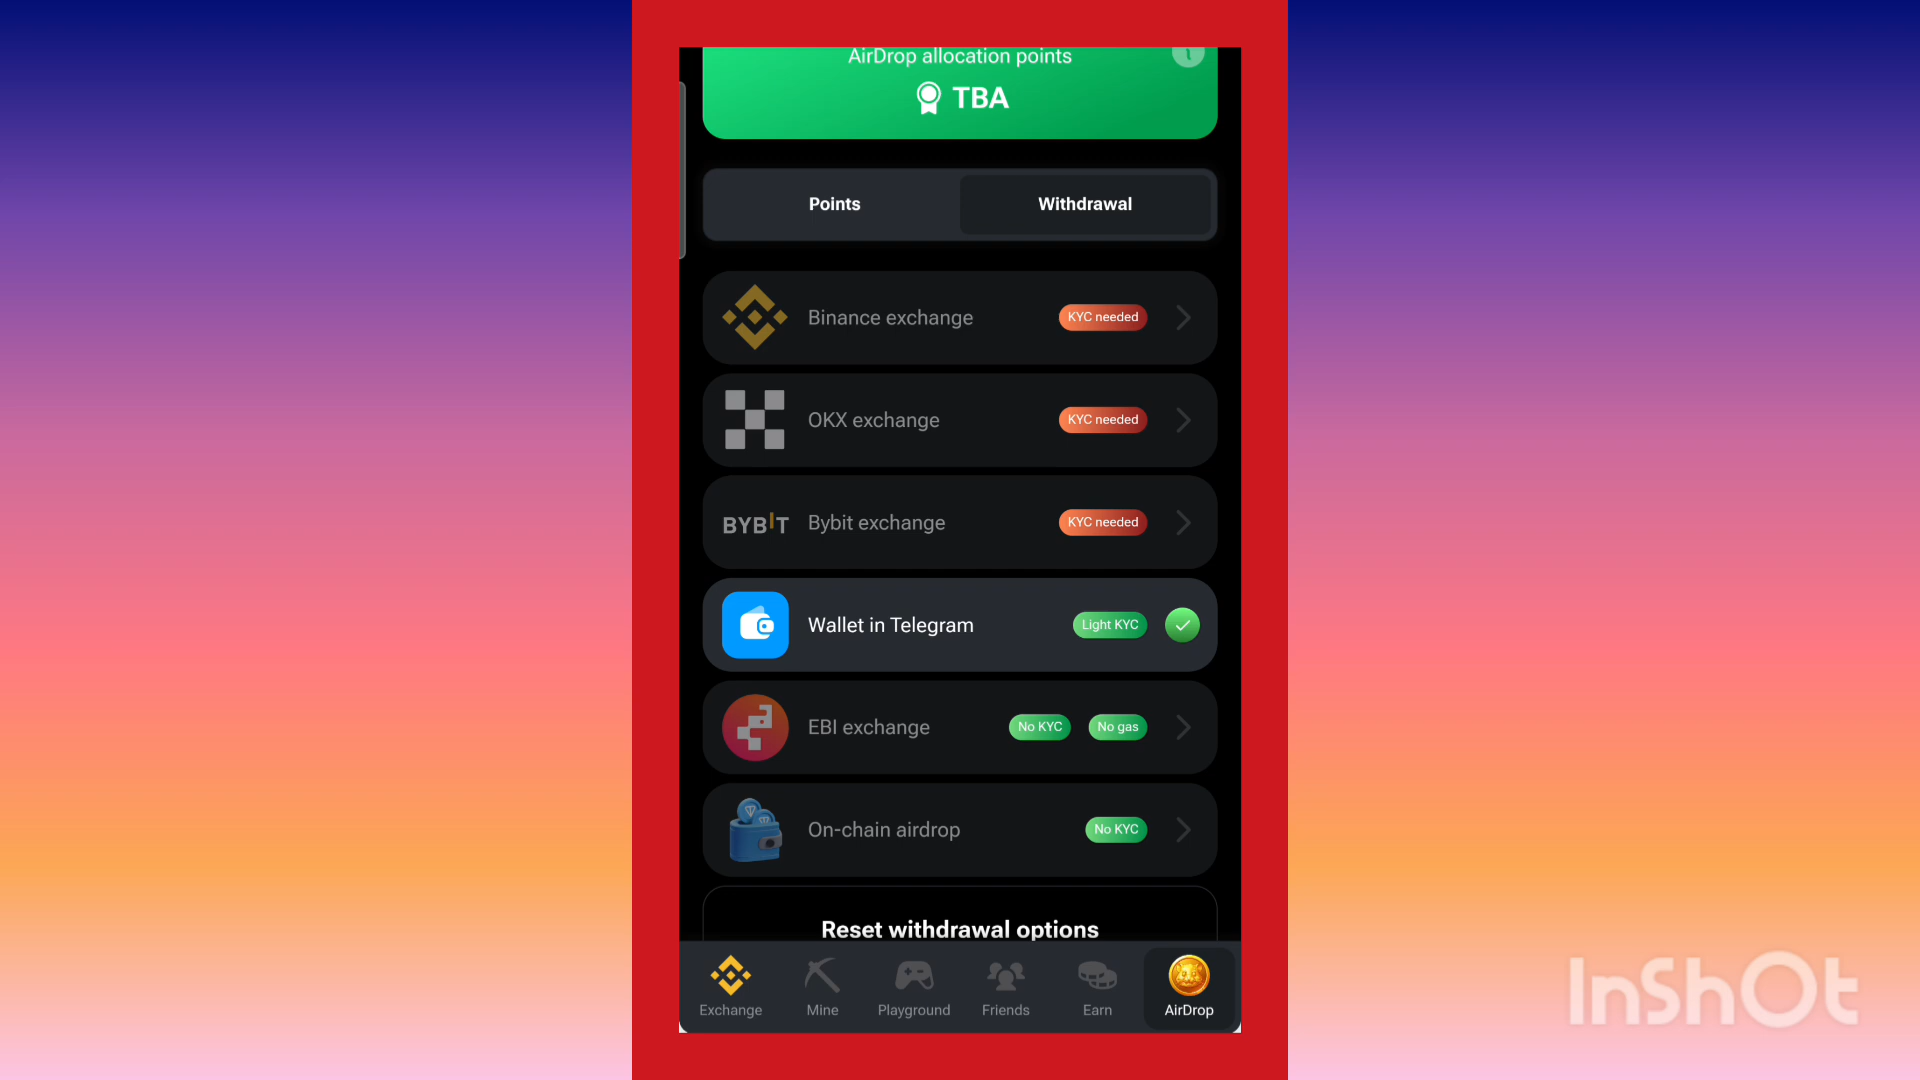 AirDrop allocation points
TBA
Points
Withdrawal
Binance exchange
KYC needed
OKX exchange
KYC needed
BYBIT
Bybit exchange
KYC needed
Wallet in Telegram
Light KYC
EBI exchange
No KYC
No gas
On-chain airdrop
No KYC
Reset withdrawal options
Exchange
Mine
Playground
Friends
Earn
AirDrop
InShOt